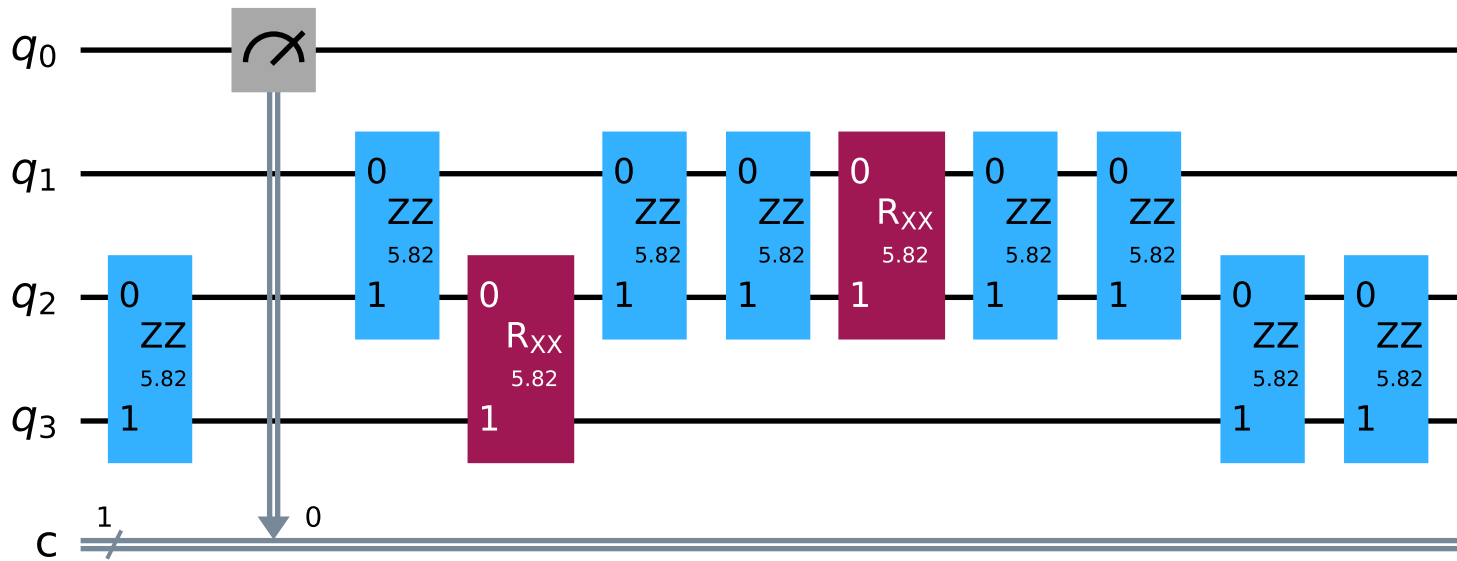 q0
0 0 0 0 0 0
q1
ZZ ZZ ZZ RXX ZZ ZZ
5.82 5.82 5.82 5.82 5.82 5.82
q2
0 1 0 1 1 1 1 1 0 0
ZZ RXX ZZ ZZ
5.82 5.82 5.82 5.82
q3
1 1 1 1
1 0
c